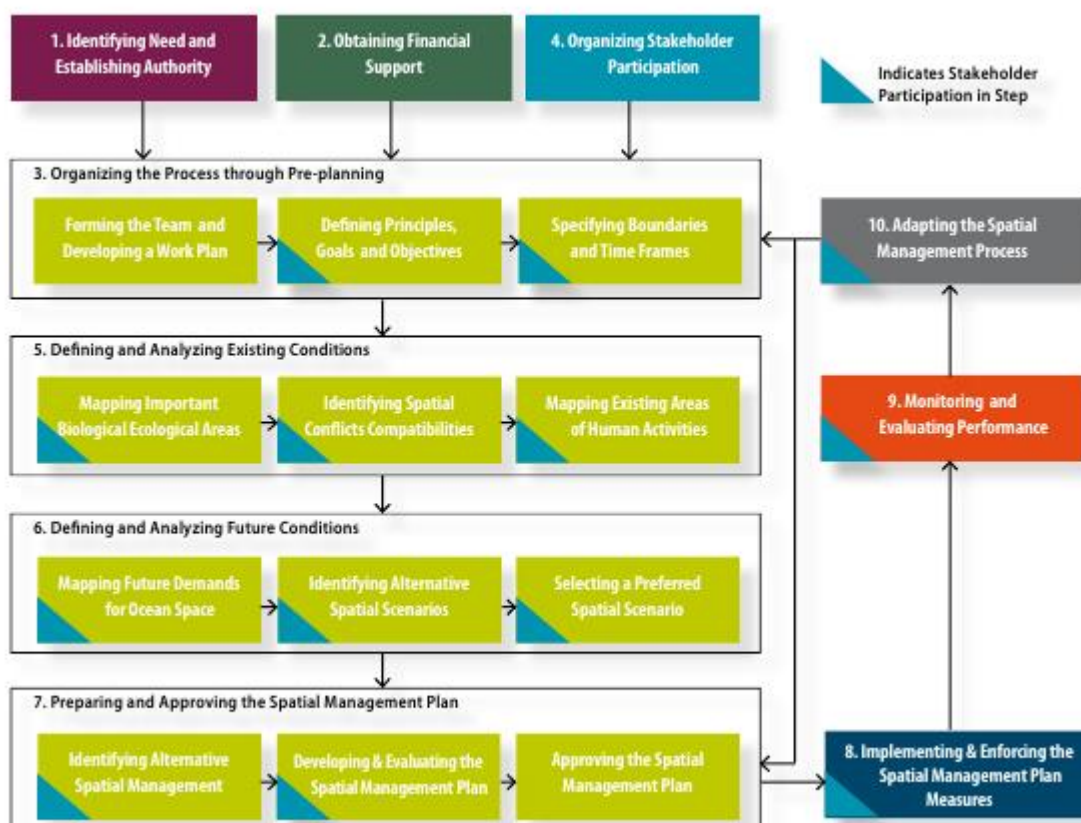 1. Identifying Need and
Establishing Authority
2. Obtaining Financial
Support
4. Organizing Stakeholder
Participation
Indicates Stakeholder
Participation in Step
3. Organizing the Process through Pre-planning
Forming the Team and
Developing a Work Plan
Defining Principles,
Goals and Objectives
Specifying Boundaries
and Time Frames
10. Adapting the Spatial
Management Process
5. Defining and Analyzing Existing Conditions
Mapping Important
Biological Ecological Areas
Identifying Spatial
Conflicts Compatibilities
Mapping Existing Areas
of Human Activities
9. Monitoring and
Evaluating Performance
6. Defining and Analyzing Future Conditions
Mapping Future Demands
for Ocean Space
Identifying Alternative
Spatial Scenarios
Selecting a Preferred
Spatial Scenario
7. Preparing and Approving the Spatial Management Plan
Identifying Alternative
Spatial Management
Developing & Evaluating the
Spatial Management Plan
Approving the Spatial
Management Plan
8. Implementing & Enforcing the
Spatial Management Plan
Measures